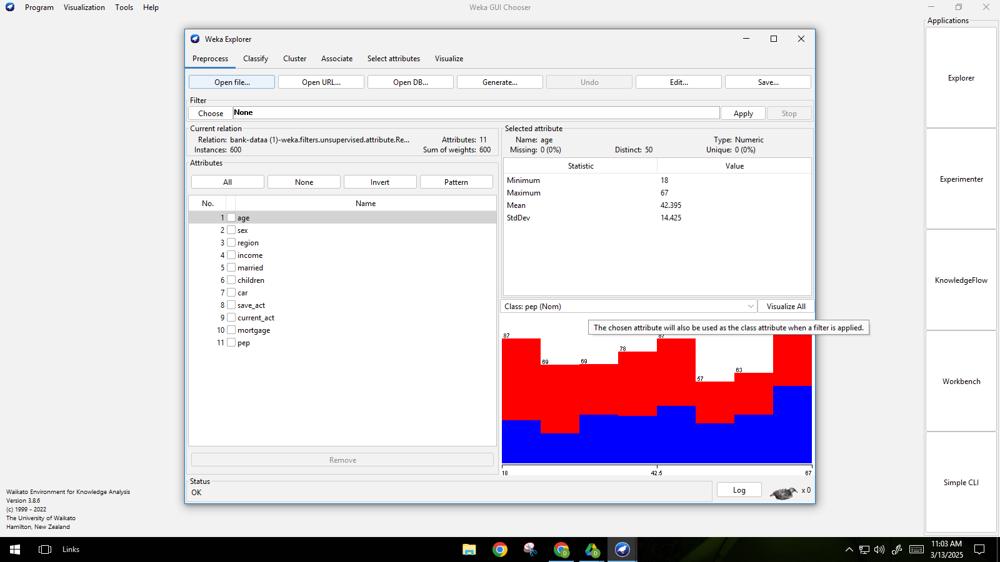 Program Visualization Tools Help
Weka GUI Chooser
Applications
Explorer
Experimenter
KnowledgeFlow
Workbench
Simple CLI
Weka Explorer
Preprocess Classify Cluster Associate Select attributes Visualize
Open file... Open URL... Open DB... Generate... Undo Edit... Save...
Filter
Choose None Apply Stop
Current relation
Relation: bank-dataa (1)-weka.filters.unsupervised.attribute.Re... Attributes: 11
Instances: 600 Sum of weights: 600
Attributes
All None Invert Pattern
No. Name
1 age
2 sex
3 region
4 income
5 married
6 children
7 car
8 save_act
9 current_act
10 mortgage
11 pep
Remove
Selected attribute
Name: age Type: Numeric
Missing: 0 (0%) Distinct: 50 Unique: 0 (0%)
Statistic Value
Minimum 18
Maximum 67
Mean 42.395
StdDev 14.425
Class: pep (Nom) Visualize All
The chosen attribute will also be used as the class attribute when a filter is applied.
87 69 69 78 87 57 63
18 42.5 67
Status
OK
Log x 0
Waikato Environment for Knowledge Analysis
Version 3.8.6
(c) 1999 - 2022
The University of Waikato
Hamilton, New Zealand
Links
D
D
11:03 AM
3/13/2025